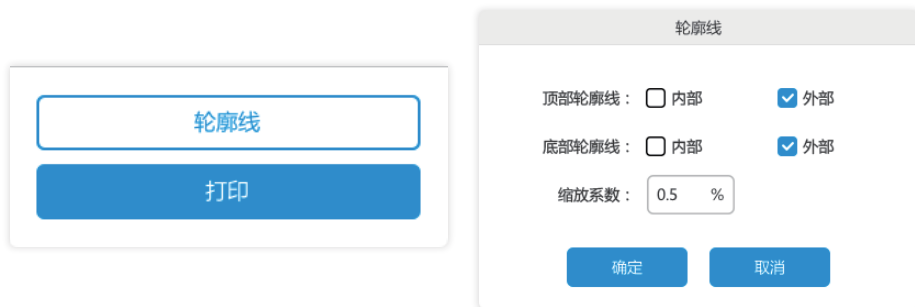 轮廓线
打印
轮廓线
顶部轮廓线： 内部 外部
底部轮廓线： 内部 外部
缩放系数： 0.5 %
确定 取消